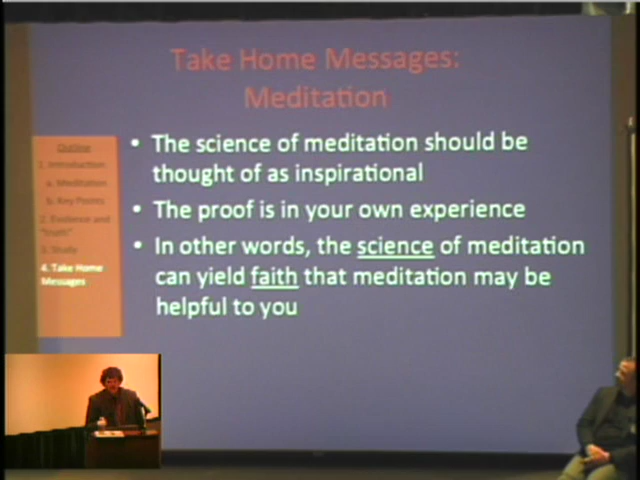 Take Home Messages:
Meditation
Outline
1. Introduction
a. Meditation
b. Key Points
2. Evidence and
"truth"
3. Study
4. Take Home
Messages
• The science of meditation should be
thought of as inspirational
• The proof is in your own experience
• In other words, the science of meditation
can yield faith that meditation may be
helpful to you